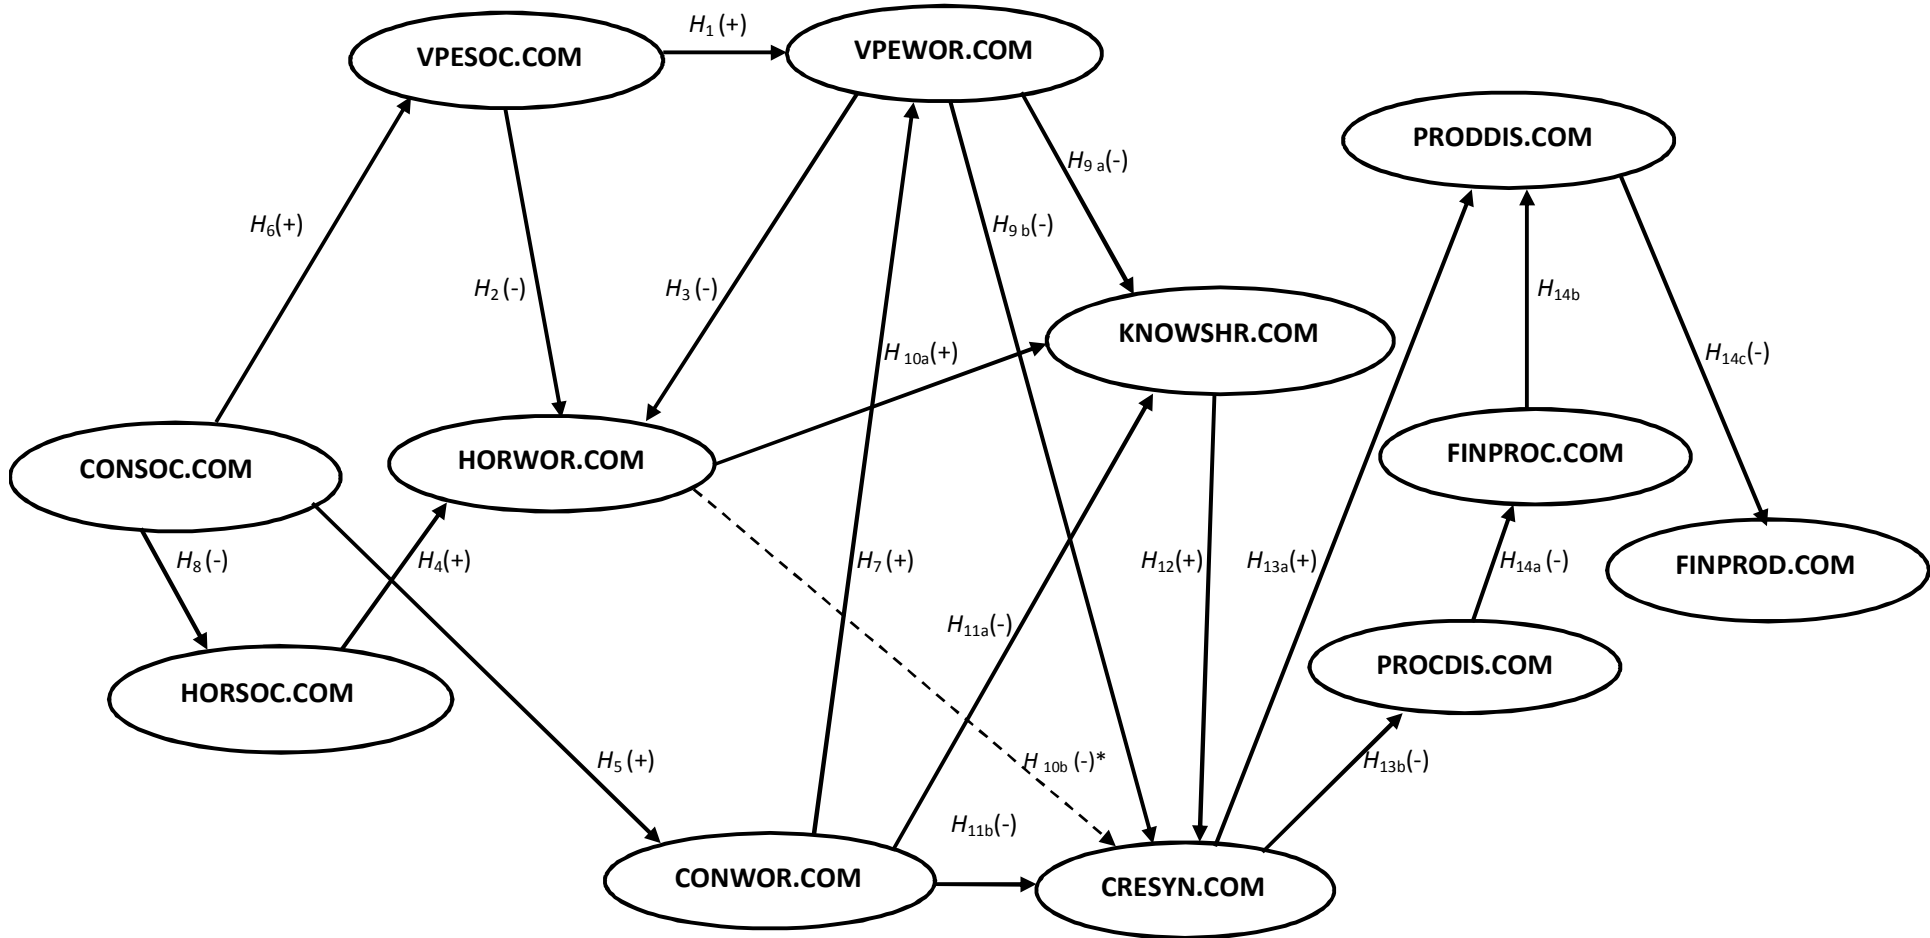 H1 (+)
VPESOC.COM
VPEWOR.COM
PRODDIS.COM
H9 a(-)
H6(+)
H9 b(-)
H2 (-)
H3 (-)
H14b
KNOWSHR.COM
H10a(+)
H14c(-)
CONSOC.COM
HORWOR.COM
FINPROC.COM
H8 (-)
H4(+)
H7 (+)
H12(+)
H13a(+)
H14a (-)
FINPROD.COM
H11a(-)
PROCDIS.COM
HORSOC.COM
H5 (+)
H10b (-)*
H13b(-)
H11b(-)
CONWOR.COM
CRESYN.COM